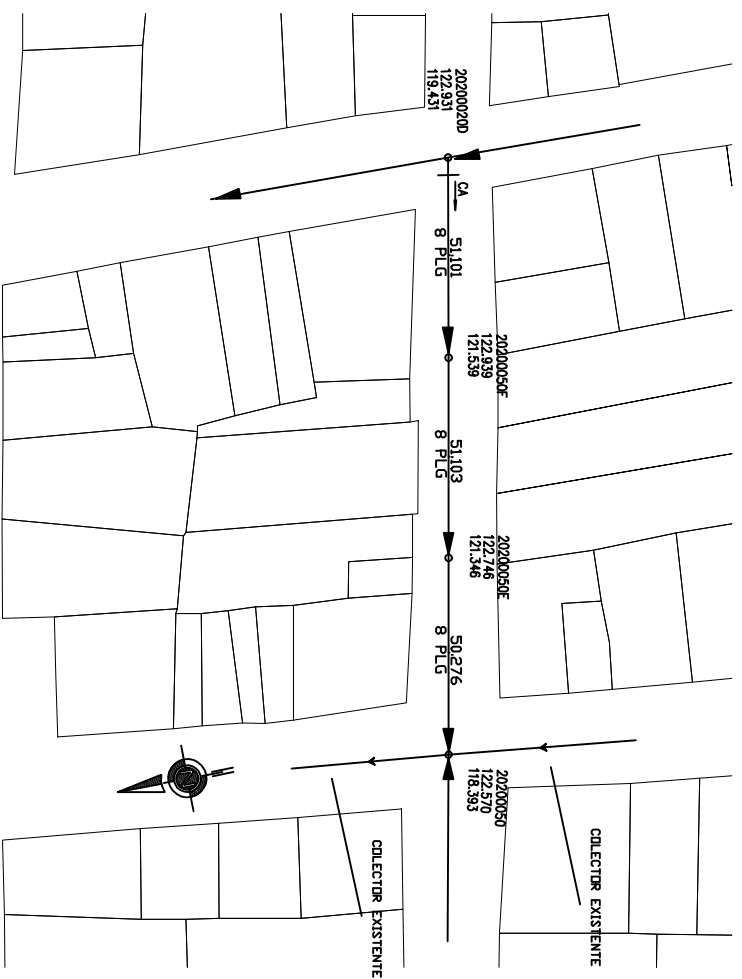 20200020D
122.931
119.431
CA
51.101
8 PLG
20200050F
122.939
121.539
51.103
8 PLG
20200050E
122.746
121.346
50.276
8 PLG
20200050
122.570
118.393
N
COLECTOR EXISTENTE
COLECTOR EXISTENTE